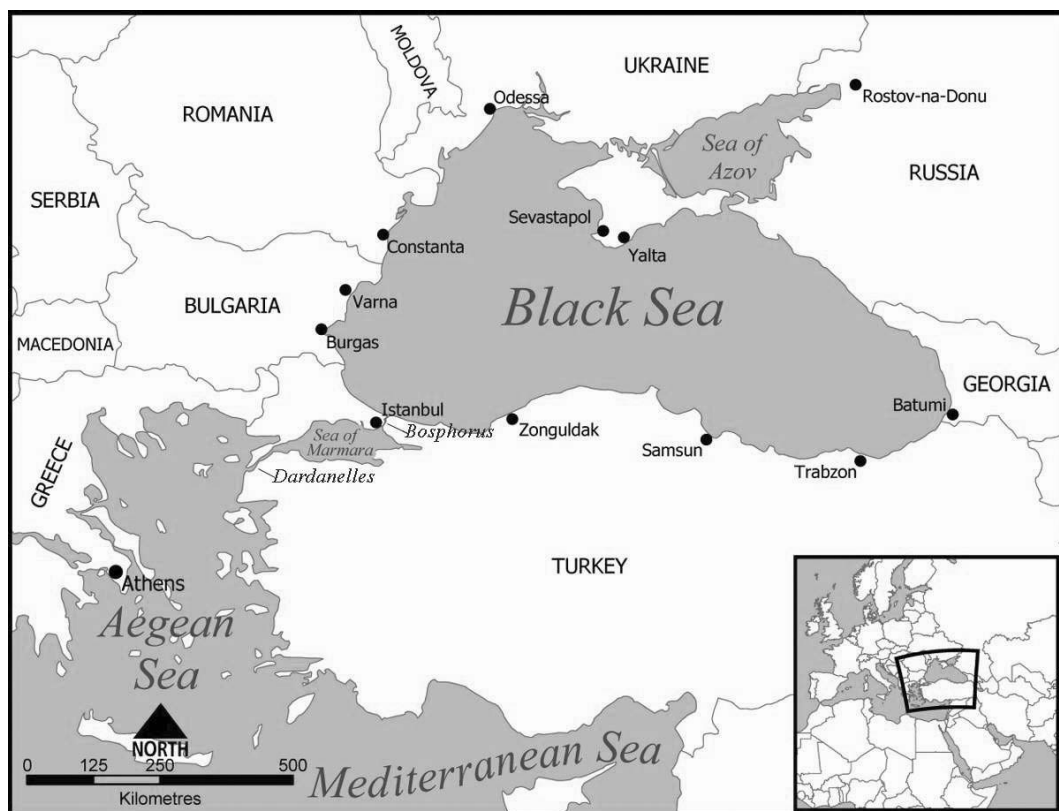 MOLDOVA
UKRAINE
Odessa
Rostov-na-Donu
ROMANIA
Sea of
Azov
RUSSIA
SERBIA
Sevastapol
Yalta
Constanta
Black Sea
BULGARIA
Varna
MACEDONIA
Burgas
GEORGIA
Istanbul
Batumi
Bosphorus
Zonguldak
Sea of
Marmara
Samsun
Dardanelles
Trabzon
GREECE
TURKEY
Athens
Aegean
Sea
NORTH
Mediterranean Sea
0 125 250 500
Kilometres